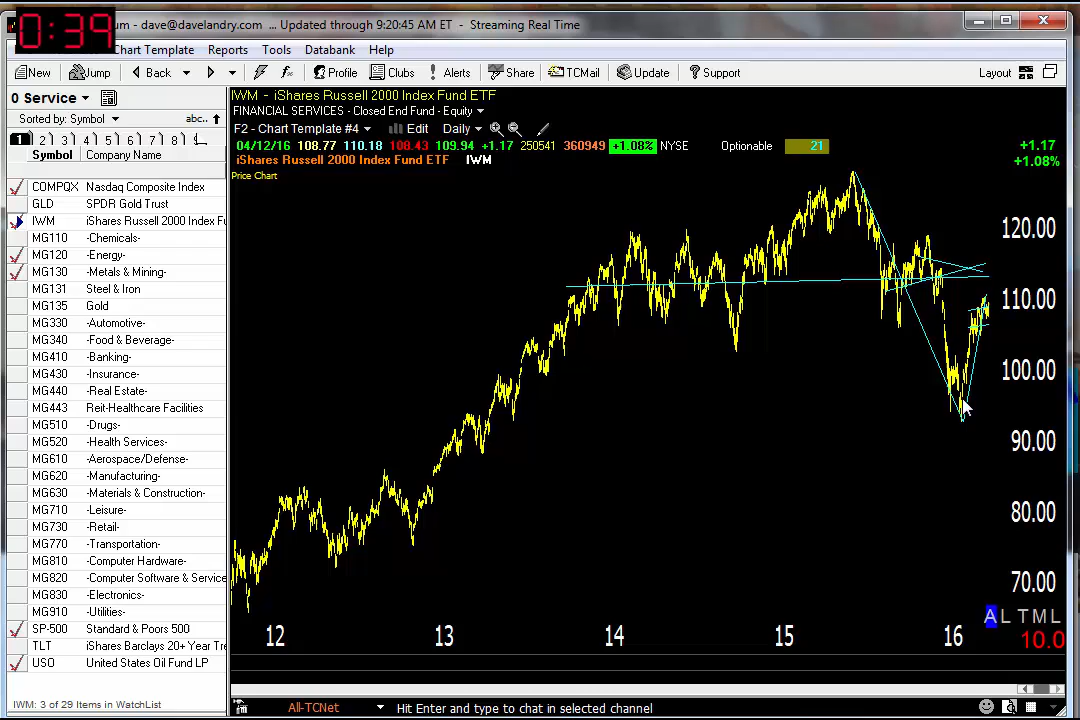 0:39
um - dave@davelandry.com ... Updated through 9:20:45 AM ET - Streaming Real Time
Chart Template Reports Tools Databank Help
New Jump Back Profile Clubs Alerts Share TCMail Update Support Layout
0 Service
Sorted by: Symbol abc..
1 2 3 4 5 6 7 8
Symbol Company Name
COMPQX Nasdaq Composite Index
GLD SPDR Gold Trust
IWM iShares Russell 2000 Index Fu
MG110 -Chemicals-
MG120 -Energy-
MG130 -Metals & Mining-
MG131 Steel & Iron
MG135 Gold
MG330 -Automotive-
MG340 -Food & Beverage-
MG410 -Banking-
MG430 -Insurance-
MG440 -Real Estate-
MG443 Reit-Healthcare Facilities
MG510 -Drugs-
MG520 -Health Services-
MG610 -Aerospace/Defense-
MG620 -Manufacturing-
MG630 -Materials & Construction-
MG710 -Leisure-
MG730 -Retail-
MG770 -Transportation-
MG810 -Computer Hardware-
MG820 -Computer Software & Service
MG830 -Electronics-
MG910 -Utilities-
SP-500 Standard & Poors 500
TLT iShares Barclays 20+ Year Tre
USO United States Oil Fund LP
IWM: 3 of 29 Items in WatchList
IWM - iShares Russell 2000 Index Fund ETF
FINANCIAL SERVICES - Closed End Fund - Equity
F2 - Chart Template #4 Edit Daily
04/12/16 108.77 110.18 108.43 109.94 +1.17 250541 360949 +1.08% NYSE Optionable 21 +1.17
iShares Russell 2000 Index Fund ETF IWM +1.08%
Price Chart
120.00
110.00
100.00
90.00
80.00
70.00
A L T M L
12 13 14 15 16 10.0
All-TCNet Hit Enter and type to chat in selected channel